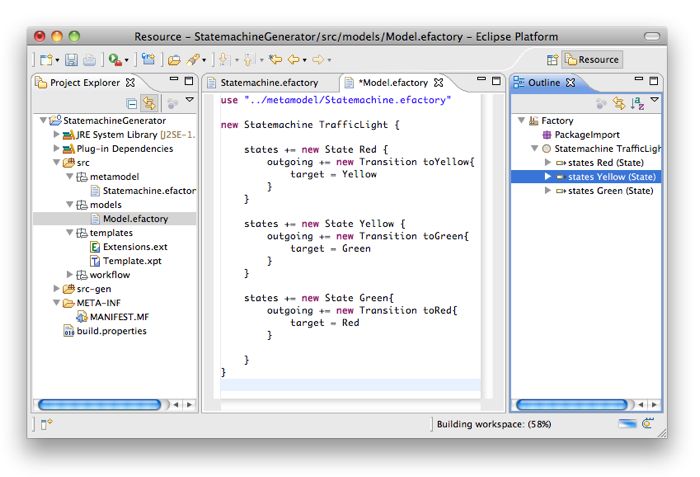 Resource - StatemachineGenerator/src/models/Model.efactory - Eclipse Platform
Resource
Project Explorer
StatemachineGenerator
JRE System Library [J2SE-1.
Plug-in Dependencies
src
metamodel
Statemachine.efactor
models
Model.efactory
templates
Extensions.ext
Template.xpt
workflow
src-gen
META-INF
MANIFEST.MF
build.properties
Statemachine.efactory
*Model.efactory
use "../metamodel/Statemachine.efactory"
new Statemachine TrafficLight {
states += new State Red {
outgoing += new Transition toYellow{
target = Yellow
}
}
states += new State Yellow {
outgoing += new Transition toGreen{
target = Green
}
}
states += new State Green{
outgoing += new Transition toRed{
target = Red
}
}
}
Outline
Factory
PackageImport
Statemachine TrafficLigh
states Red (State)
states Yellow (State)
states Green (State)
Building workspace: (58%)